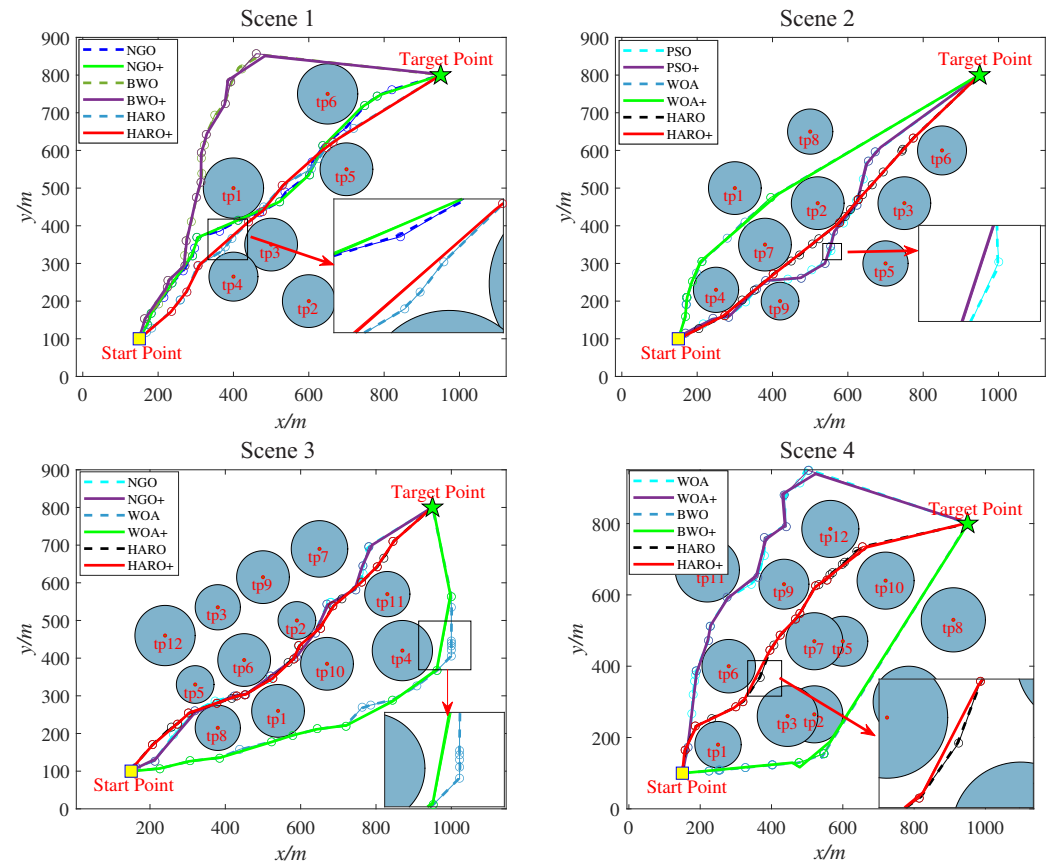 Scene 1
900
800
700
600
500
400
300
200
100
0
y/m
NGO
NGO+
BWO
BWO+
HARO
HARO+
Target Point
tp6
tp5
tp1
tp3
tp4
tp2
Start Point
0
200
400
600
800
1000
x/m
Scene 2
900
800
700
600
500
400
300
200
100
0
y/m
PSO
PSO+
WOA
WOA+
HARO
HARO+
Target Point
tp8
tp6
tp1
tp2
tp3
tp7
tp5
tp4
tp9
Start Point
0
200
400
600
800
1000
x/m
Scene 3
900
800
700
600
500
400
300
200
100
0
y/m
NGO
NGO+
WOA
WOA+
HARO
HARO+
Target Point
tp7
tp9
tp3
tp11
tp2
tp12
tp6
tp10
tp4
tp5
tp1
tp8
Start Point
200
400
600
800
1000
x/m
Scene 4
800
600
400
200
0
y/m
WOA
WOA+
BWO
BWO+
HARO
HARO+
Target Point
tp12
tp11
tp9
tp10
tp8
tp7
tp5
tp6
tp3
tp2
tp1
Start Point
0
200
400
600
800
1000
x/m